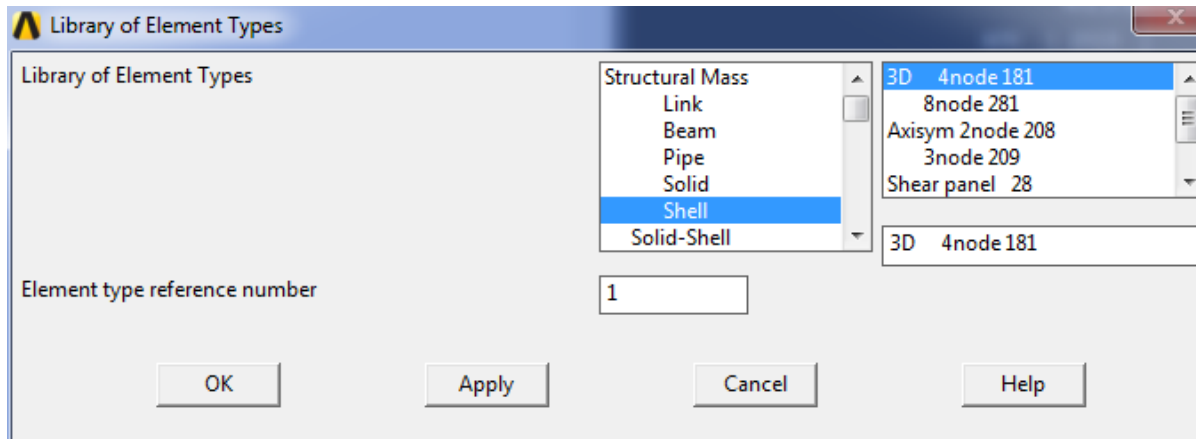 Library of Element Types
Library of Element Types
Structural Mass
Link
Beam
Pipe
Solid
Shell
Solid-Shell
3D 4node 181
8node 281
Axisym 2node 208
3node 209
Shear panel 28
3D 4node 181
Element type reference number
1
OK
Apply
Cancel
Help